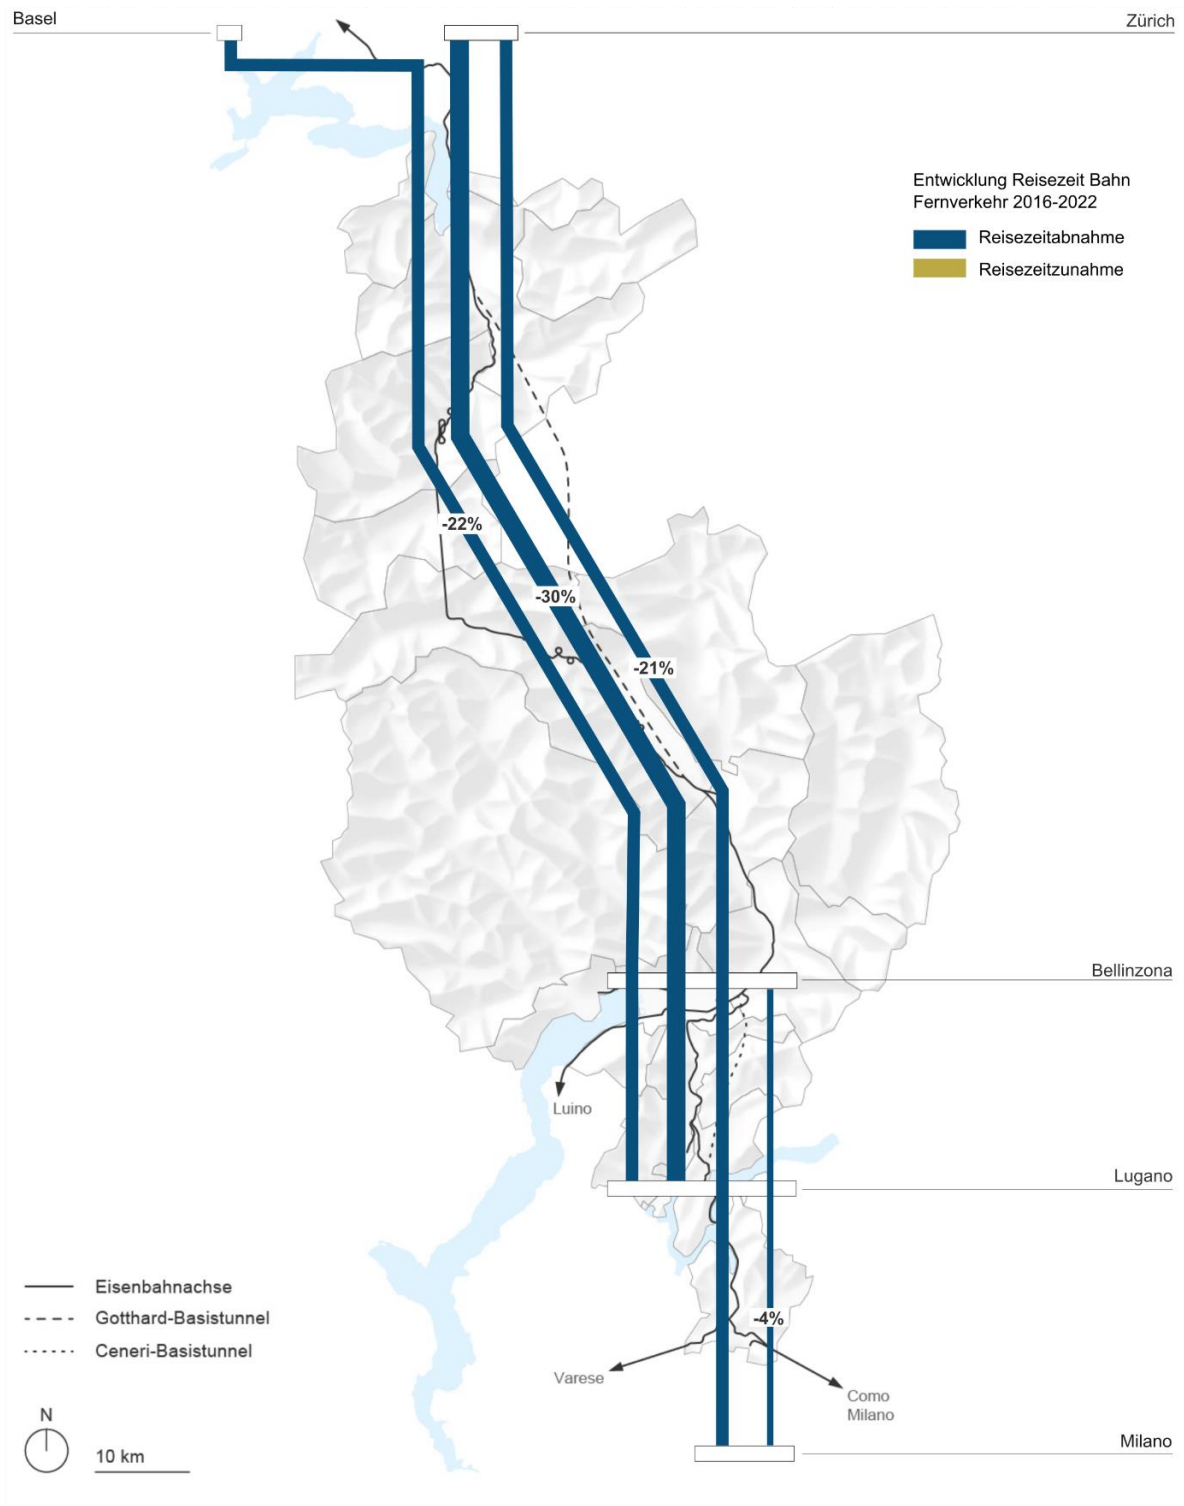 Basel
Zürich
Entwicklung Reisezeit Bahn
Fernverkehr 2016-2022
Reisezeitabnahme
Reisezeitzunahme
-22%
-30%
-21%
Bellinzona
Luino
Lugano
Eisenbahnachse
Gotthard-Basistunnel
Ceneri-Basistunnel
-4%
Varese
Como
Milano
N
10 km
Milano